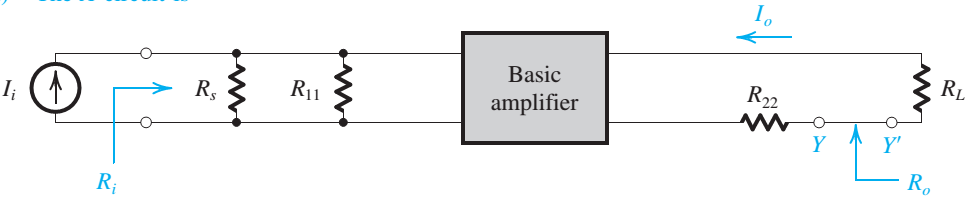 I_o
I_i
R_s
R_11
Basic
amplifier
R_22
R_L
Y
Y′
R_i
R_o